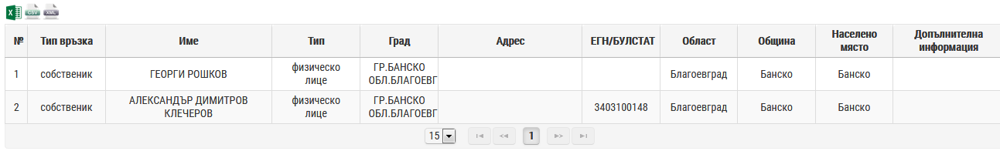 CSV XML
№ Тип връзка Име Тип Град Адрес ЕГН/БУЛСТАТ Област Община Населено място Допълнителна информация
1 собственик ГЕОРГИ РОШКОВ физическо лице ГР.БАНСКО ОБЛ.БЛАГОЕВГ Благоевград Банско Банско
2 собственик АЛЕКСАНДЪР ДИМИТРОВ КЛЕЧЕРОВ физическо лице ГР.БАНСКО ОБЛ.БЛАГОЕВГ 3403100148 Благоевград Банско Банско
15 1